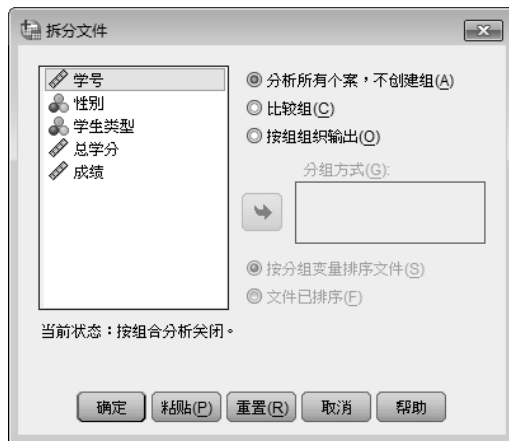 拆分文件
学号
性别
学生类型
总学分
成绩
分析所有个案，不创建组(A)
比较组(C)
按组组织输出(O)
分组方式(G):
按分组变量排序文件(S)
文件已排序(F)
当前状态：按组合分析关闭。
确定 粘贴(P) 重置(R) 取消 帮助